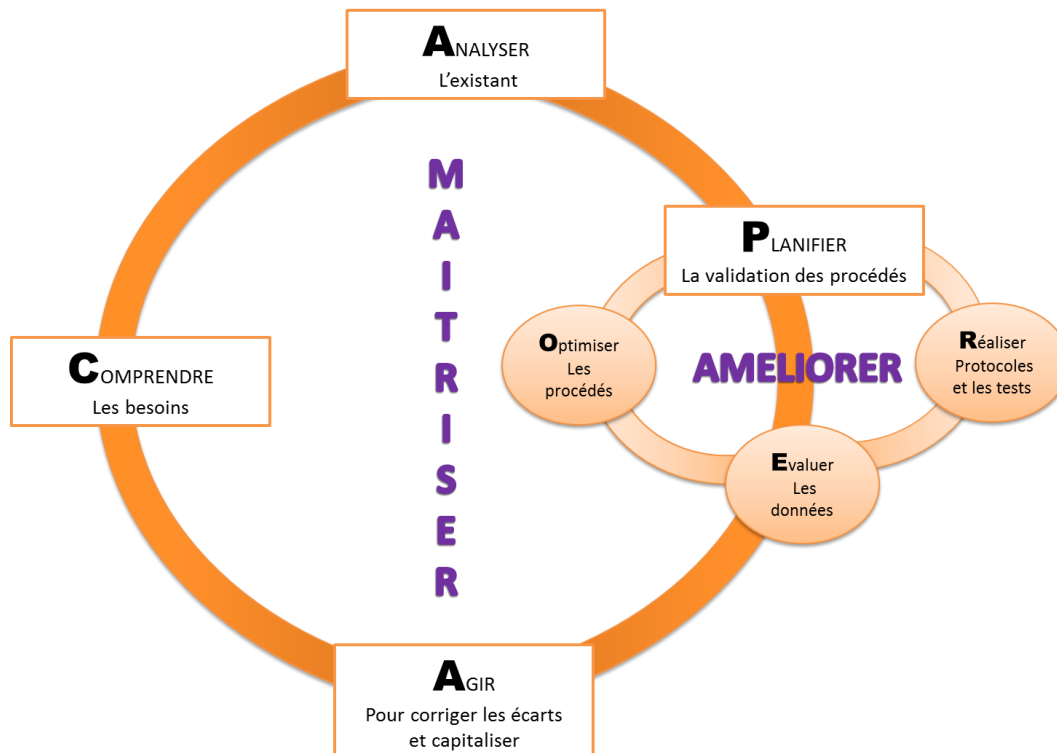 ANALYSER
L'existant
MAITRISER
PLANIFIER
La validation des procédés
Optimiser
Les
procédés
AMELIORER
Réaliser
Protocoles
et les tests
COMPRENDRE
Les besoins
Evaluer
Les
données
AGIR
Pour corriger les écarts
et capitaliser